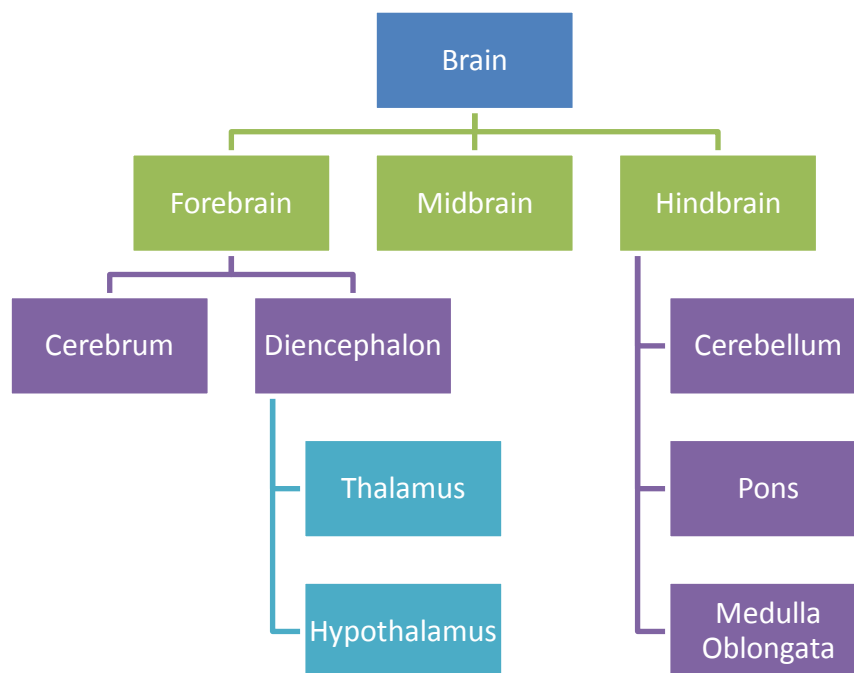 Brain
Forebrain
Midbrain
Hindbrain
Cerebrum
Diencephalon
Cerebellum
Thalamus
Pons
Hypothalamus
Medulla
Oblongata